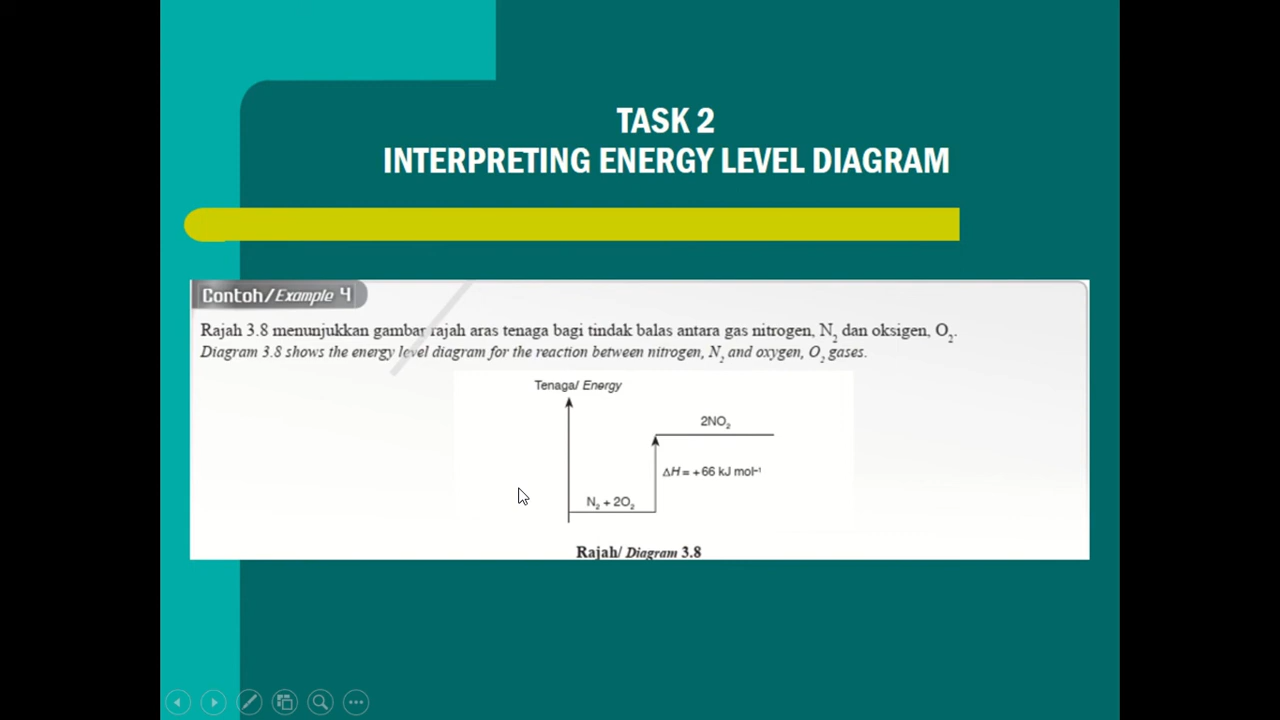 TASK 2
INTERPRETING ENERGY LEVEL DIAGRAM
Contoh/Example 4
Rajah 3.8 menunjukkan gambar rajah aras tenaga bagi tindak balas antara gas nitrogen, N₂ dan oksigen, O₂.
Diagram 3.8 shows the energy level diagram for the reaction between nitrogen, N₂ and oxygen, O₂ gases.
Tenaga/ Energy
2NO₂
ΔH = +66 kJ mol⁻¹
N₂ + 2O₂
Rajah/ Diagram 3.8